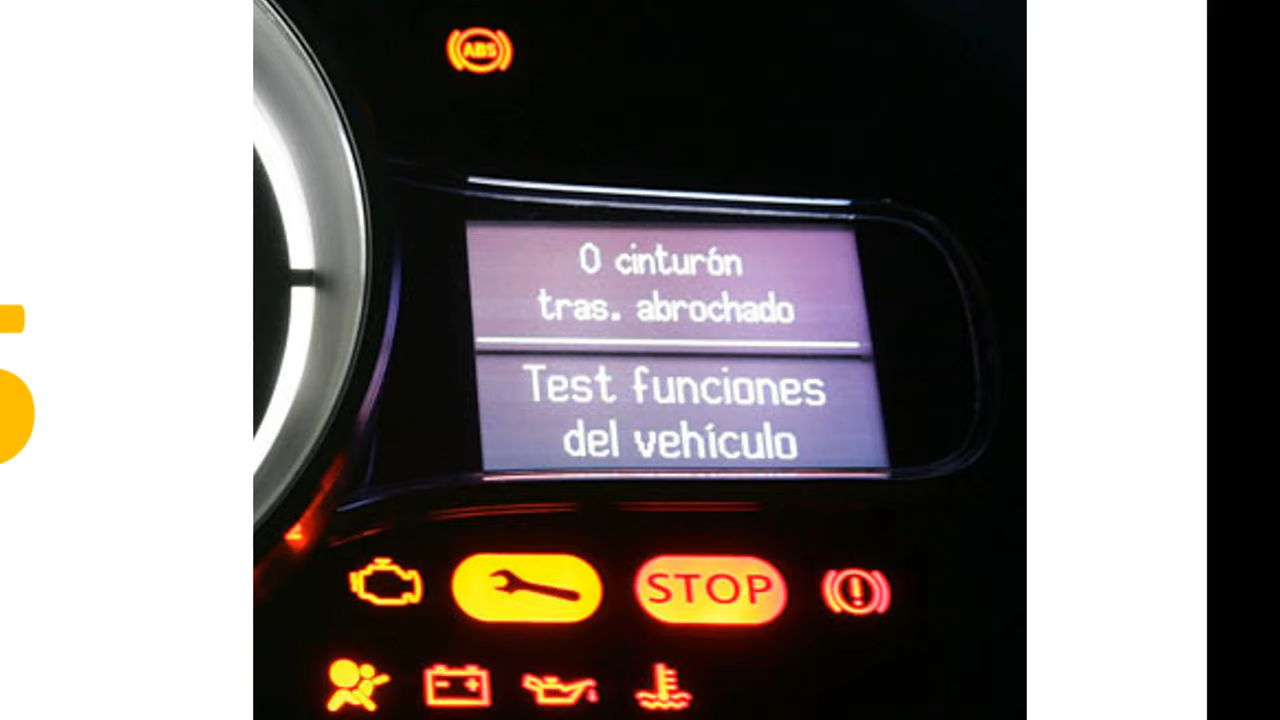 ABS
0 cinturón
tras. abrochado
Test funciones
del vehículo
STOP